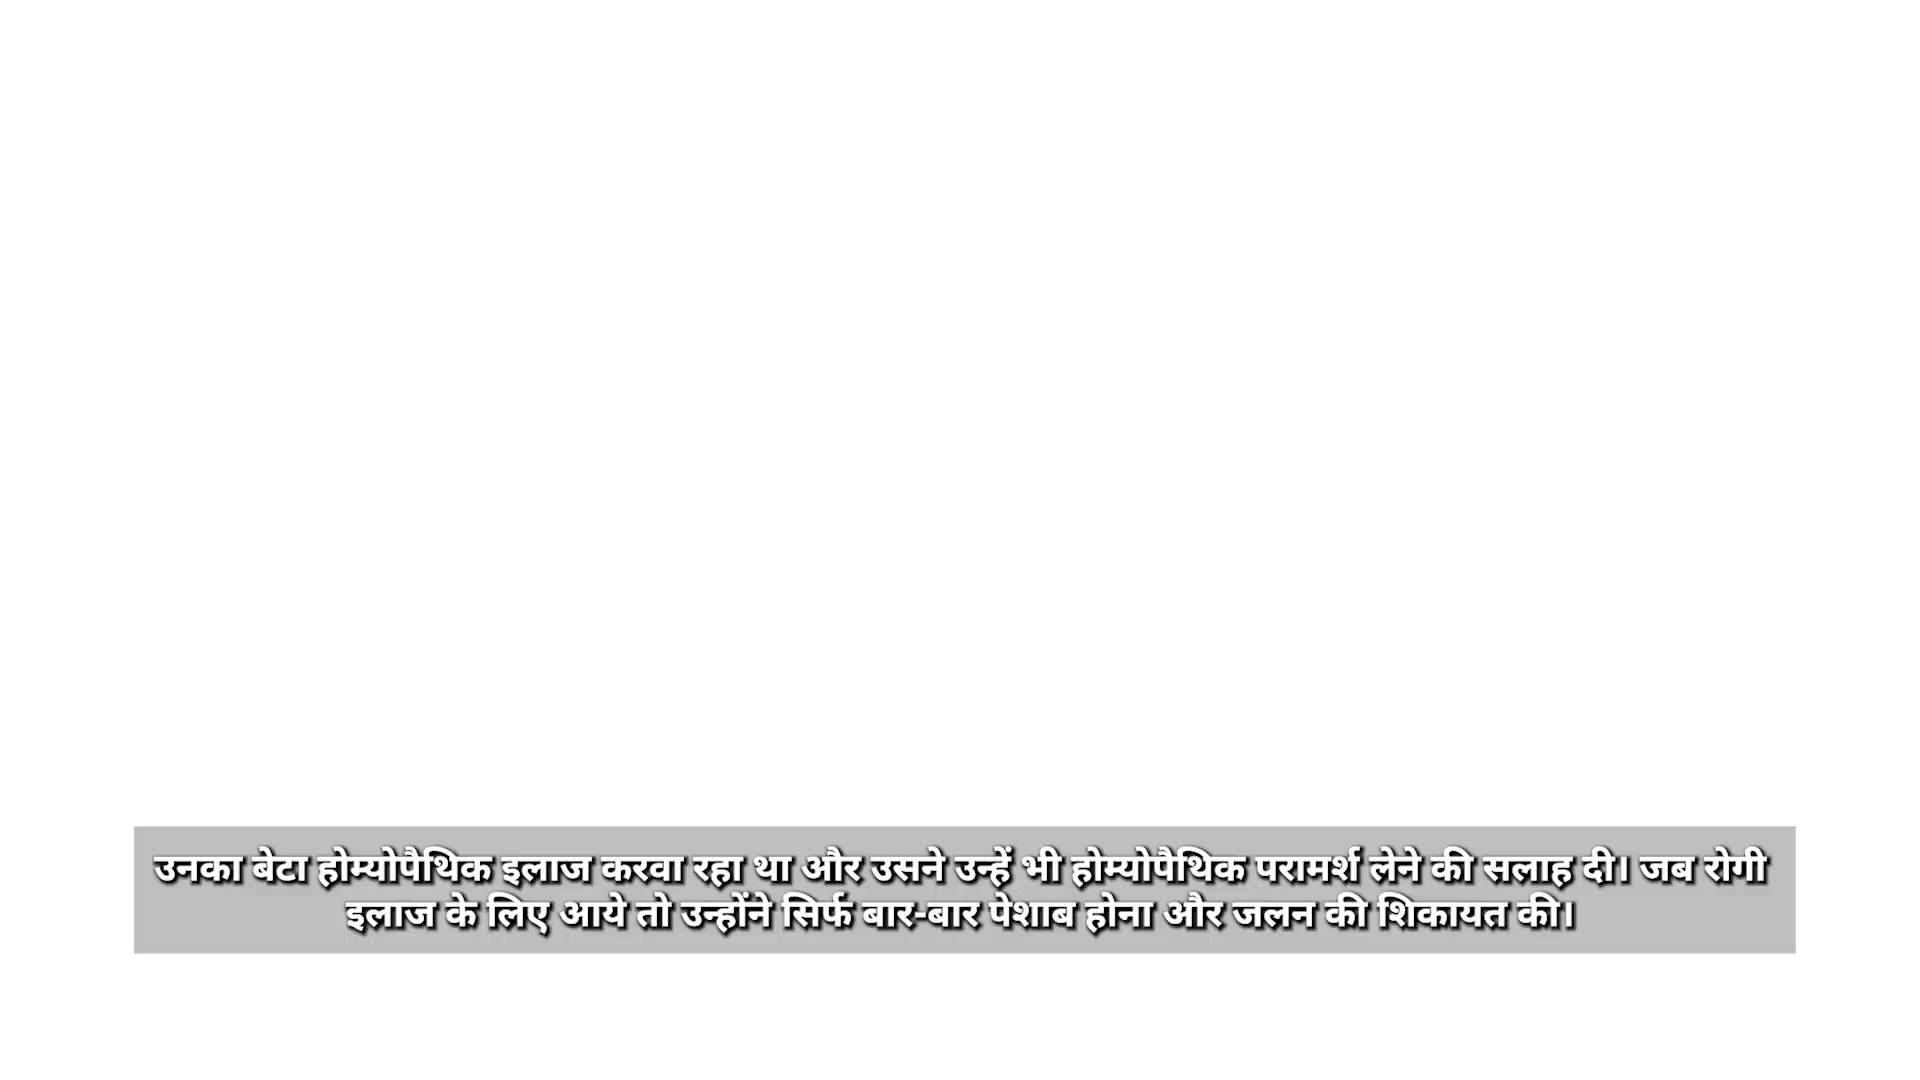 उनका बेटा होम्योपैथिक इलाज करवा रहा था और उसने उन्हें भी होम्योपैथिक परामर्श लेने की सलाह दी। जब रोगी
इलाज के लिए आये तो उन्होंने सिर्फ बार-बार पेशाब होना और जलन की शिकायत की।